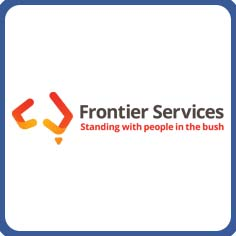 Frontier Services
Standing with people in the bush